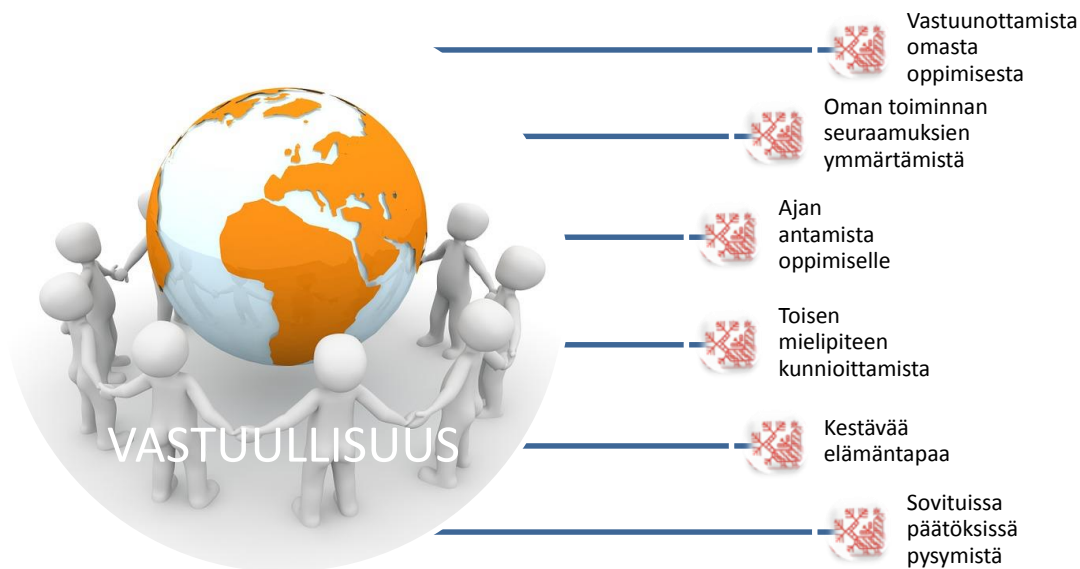 Vastuunottamista
omasta
oppimisesta
Oman toiminnan
seuraamuksien
ymmärtämistä
Ajan
antamista
oppimiselle
Toisen
mielipiteen
kunnioittamista
VASTUULLISUUS
Kestävää
elämäntapaa
Sovituissa
päätöksissä
pysymistä